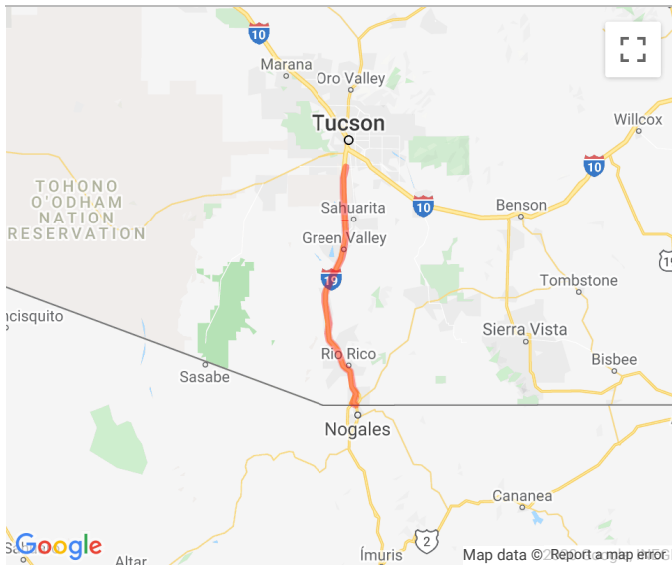 10
Marana
Oro Valley
Tucson
Willcox
10
TOHONO
O'ODHAM
NATION
RESERVATION
10
Benson
Sahuarita
Green Valley
19
19
Tombstone
ncisquito
Sierra Vista
Rio Rico
Bisbee
Sasabe
Nogales
Cananea
2
Google
Altar
Ímuris
Map data ©
Report a map error